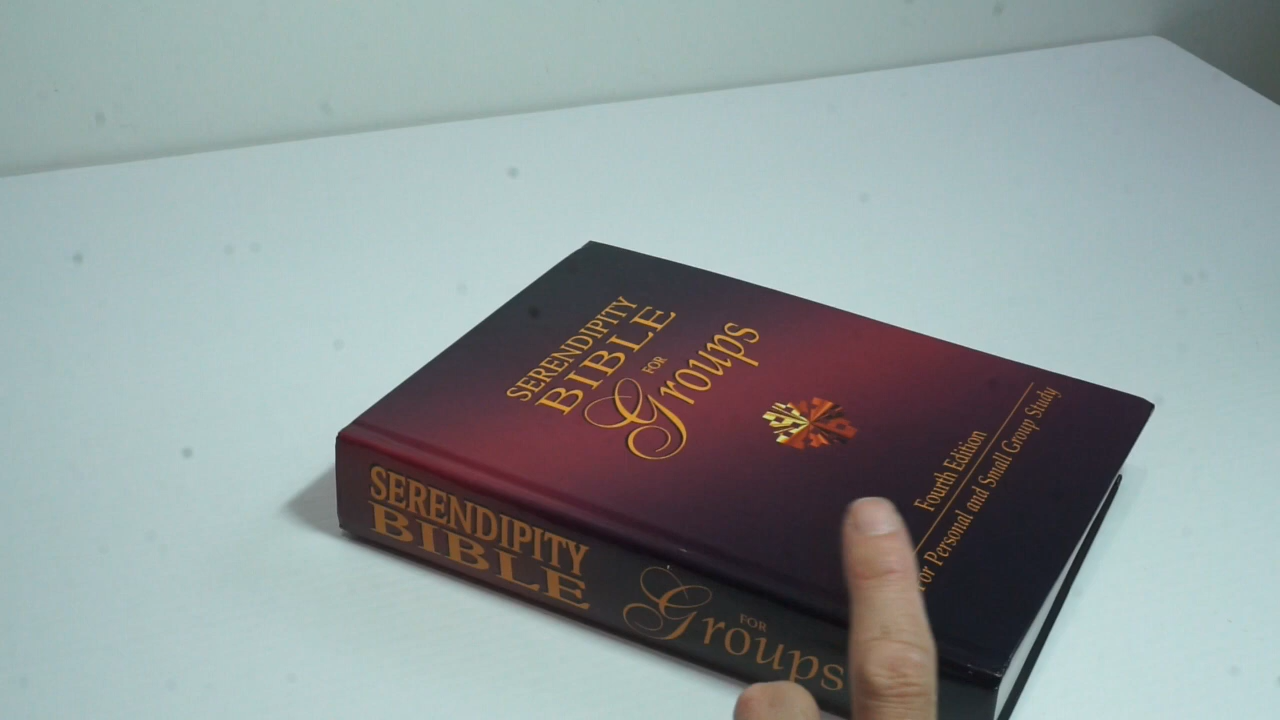 SERENDIPITY
BIBLE
FOR
Groups
Fourth Edition
For Personal and Small Group Study
SERENDIPITY
BIBLE
FOR
Groups